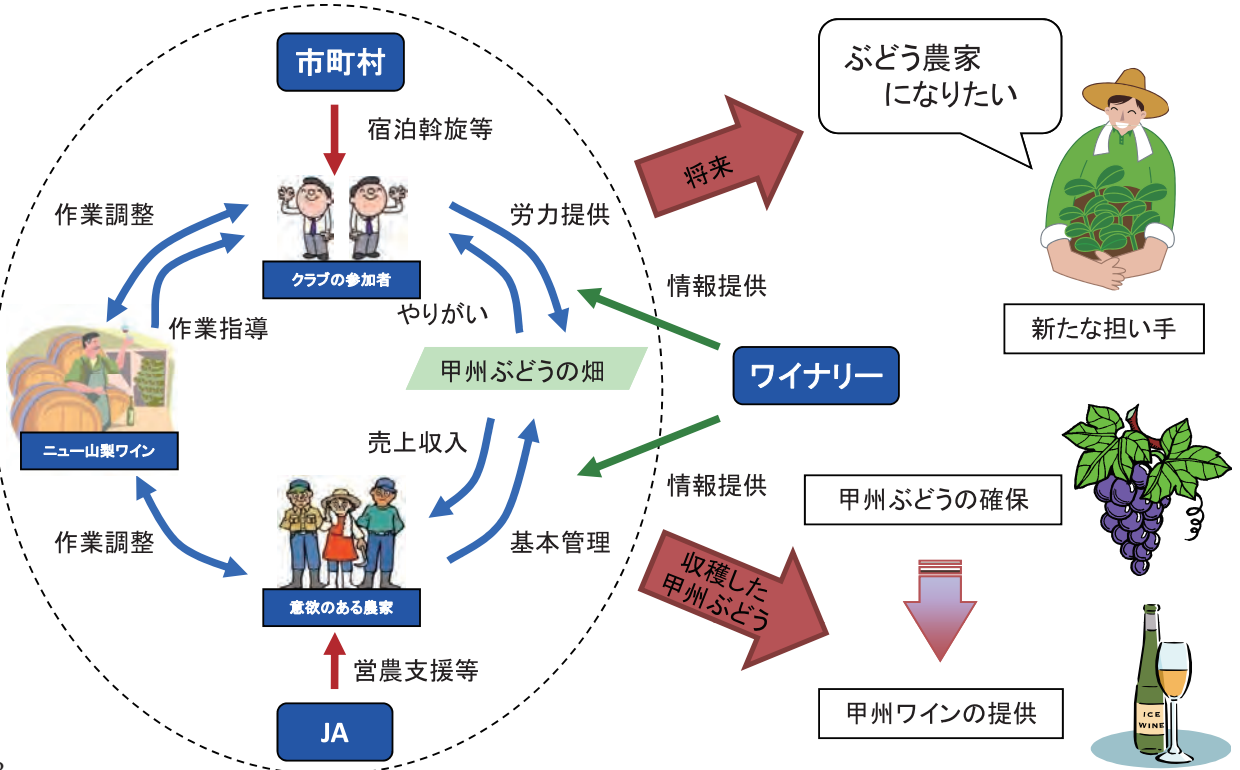 市町村
宿泊斡旋等
作業調整
労力提供
クラブの参加者
作業指導
やりがい
甲州ぶどうの畑
ニュー山梨ワイン
売上収入
作業調整
基本管理
意欲のある農家
営農支援等
JA
将来
情報提供
ワイナリー
情報提供
収穫した
甲州ぶどう
ぶどう農家
になりたい
新たな担い手
甲州ぶどうの確保
甲州ワインの提供
ICE
WINE